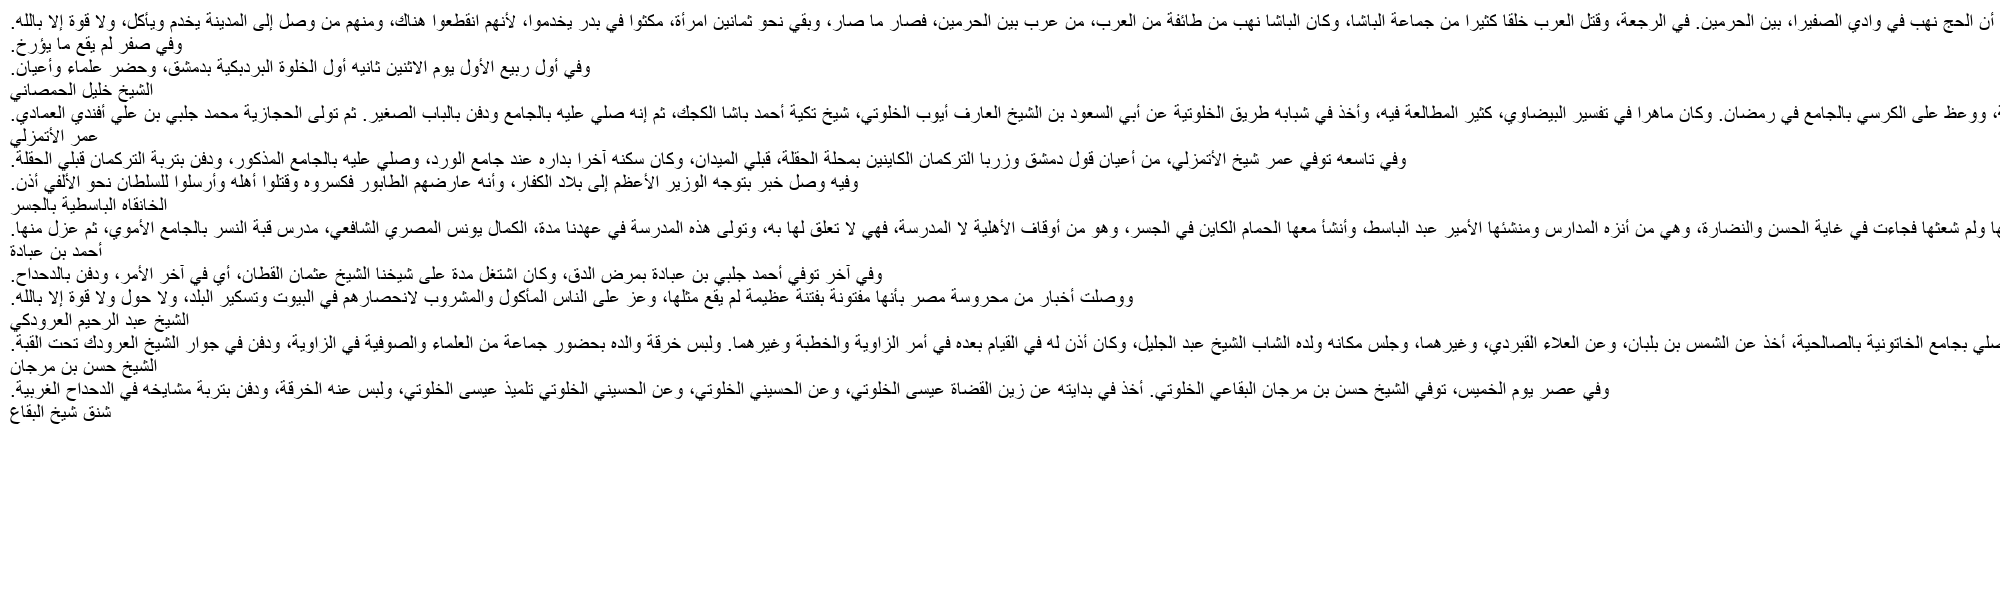 أن الحج نهب في وادي الصفيرا، بين الحرمين. في الرجعة، وقتل العرب خلقا كثيرا من جماعة الباشا، وكان الباشا نهب من طائفة من العرب، من عرب بين الحرمين، فصار ما صار، وبقي نحو ثمانين امرأة، مكثوا في بدر يخدموا، لأنهم انقطعوا هناك، ومنهم من وصل إلى المدينة يخدم ويأكل، ولا قوة إلا بالله.
وفي صفر لم يقع ما يؤرخ.
وفي أول ربيع الأول يوم الاثنين ثانيه أول الخلوة البردبكية بدمشق، وحضر علماء وأعيان.
الشيخ خليل الحمصاني
، ووعظ على الكرسي بالجامع في رمضان. وكان ماهرا في تفسير البيضاوي، كثير المطالعة فيه، وأخذ في شبابه طريق الخلوتية عن أبي السعود بن الشيخ العارف أيوب الخلوتي، شيخ تكية أحمد باشا الكجك، ثم إنه صلي عليه بالجامع ودفن بالباب الصغير. ثم تولى الحجازية محمد جلبي بن علي أفندي العمادي.
عمر الأتمزلي
وفي تاسعه توفي عمر شيخ الأتمزلي، من أعيان قول دمشق وزربا التركمان الكاينين بمحلة الحقلة، قبلي الميدان، وكان سكنه آخرا بداره عند جامع الورد، وصلي عليه بالجامع المذكور، ودفن بتربة التركمان قبلي الحقلة.
وفيه وصل خبر بتوجه الوزير الأعظم إلى بلاد الكفار، وأنه عارضهم الطابور فكسروه وقتلوا أهله وأرسلوا للسلطان نحو الألفي أذن.
الخانقاه الباسطية بالجسر
ولم شعثها فجاءت في غاية الحسن والنضارة، وهي من أنزه المدارس ومنشئها الأمير عبد الباسط، وأنشأ معها الحمام الكاين في الجسر، وهو من أوقاف الأهلية لا المدرسة، فهي لا تعلق لها به، وتولى هذه المدرسة في عهدنا مدة، الكمال يونس المصري الشافعي، مدرس قبة النسر بالجامع الأموي، ثم عزل منها.
أحمد بن عبادة
وفي آخر توفي أحمد جلبي بن عبادة بمرض الدق، وكان اشتغل مدة على شيخنا الشيخ عثمان القطان، أي في آخر الأمر، ودفن بالدحداح.
ووصلت أخبار من محروسة مصر بأنها مفتونة بفتنة عظيمة لم يقع مثلها، وعز على الناس المأكول والمشروب لانحصارهم في البيوت وتسكير البلد، ولا حول ولا قوة إلا بالله.
الشيخ عبد الرحيم العرودكي
صلي بجامع الخاتونية بالصالحية، أخذ عن الشمس بن بلبان، وعن العلاء القبردي، وغيرهما، وجلس مكانه ولده الشاب الشيخ عبد الجليل، وكان أذن له في القيام بعده في أمر الزاوية والخطبة وغيرهما. ولبس خرقة والده بحضور جماعة من العلماء والصوفية في الزاوية، ودفن في جوار الشيخ العرودك تحت القبة.
الشيخ حسن بن مرجان
وفي عصر يوم الخميس، توفي الشيخ حسن بن مرجان البقاعي الخلوتي. أخذ في بدايته عن زين القضاة عيسى الخلوتي، وعن الحسيني الخلوتي، وعن الحسيني الخلوتي تلميذ عيسى الخلوتي، ولبس عنه الخرقة، ودفن بتربة مشايخه في الدحداح الغربية.
شنق شيخ البقاع